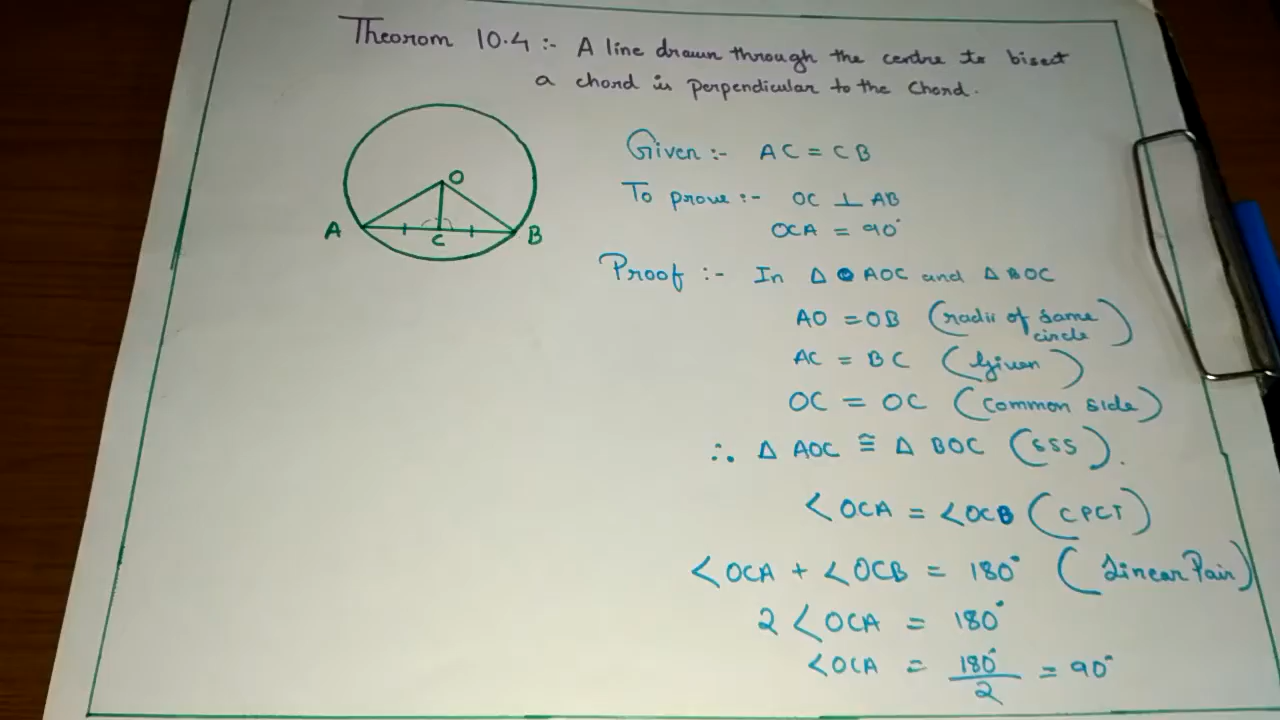 Theorom 10.4 :- A line drawn through the centre to bisect
a chord is perpendicular to the Chord.
O
A
C
B
Given :- AC = CB
To prove :- OC ⊥ AB
OCA = 90°
Proof :- In Δ AOC and Δ BOC
AO = OB (radii of same
circle)
AC = BC (Given)
OC = OC (Common side)
∴ Δ AOC ≅ Δ BOC (SSS).
<OCA = <OCB (CPCT)
<OCA + <OCB = 180° (Linear Pair)
2 <OCA = 180°
<OCA = 180°/2 = 90°